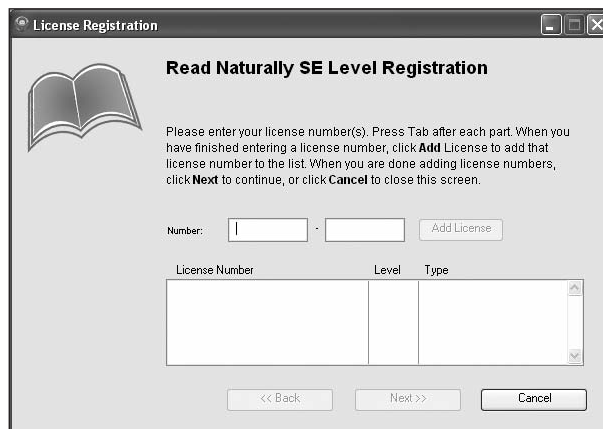 License Registration
Read Naturally SE Level Registration
Please enter your license number(s). Press Tab after each part. When you
have finished entering a license number, click Add License to add that
license number to the list. When you are done adding license numbers,
click Next to continue, or click Cancel to close this screen.
Number: - Add License
License Number Level Type
<< Back Next >> Cancel